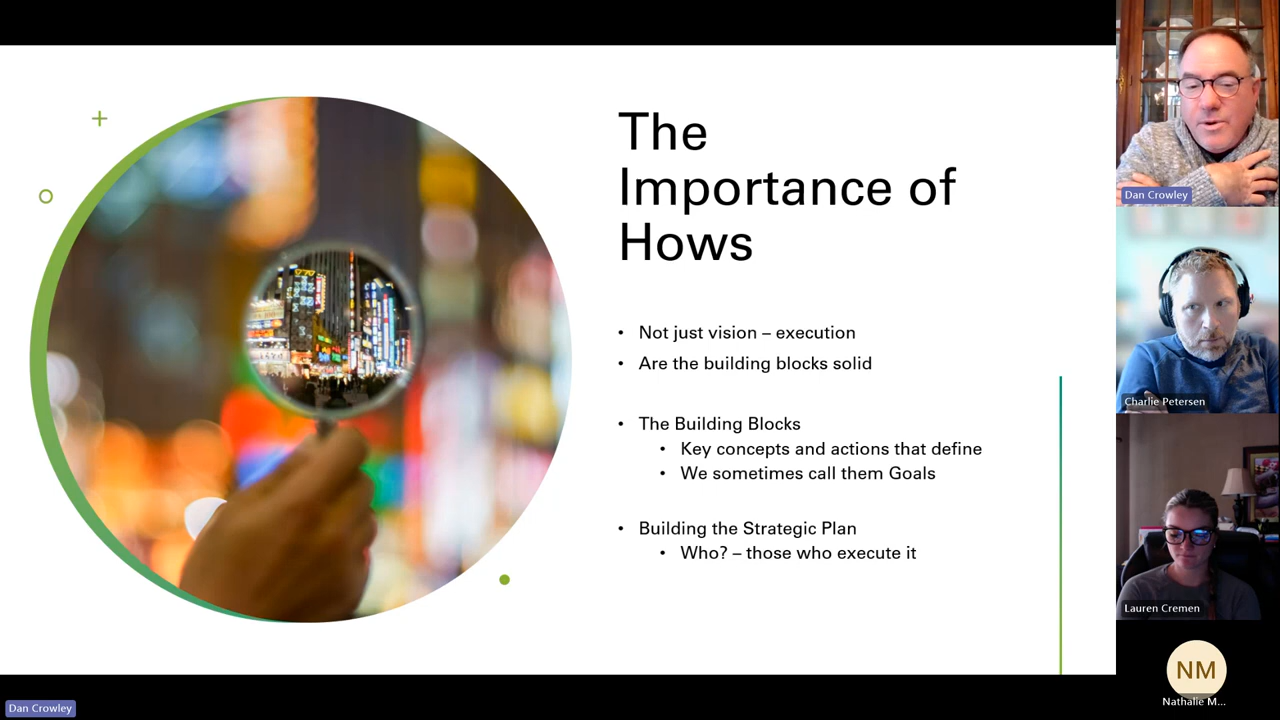 The
Importance of
Hows
• Not just vision – execution
• Are the building blocks solid
• The Building Blocks
• Key concepts and actions that define
• We sometimes call them Goals
• Building the Strategic Plan
• Who? – those who execute it
Dan Crowley
Charlie Petersen
Lauren Cremen
NM
Nathalie M...
Dan Crowley